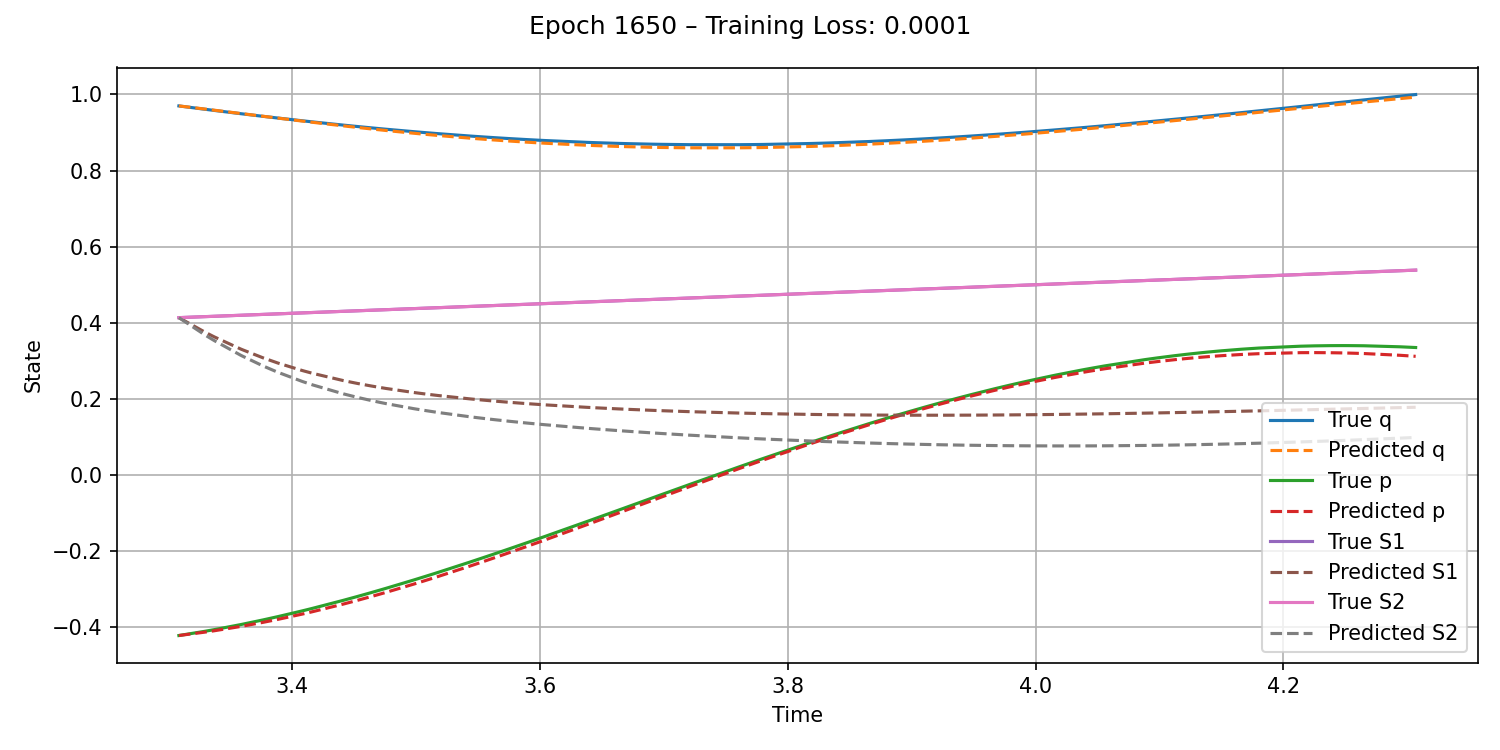 Epoch 1650 – Training Loss: 0.0001
1.0
0.8
0.6
0.4
0.2
0.0
−0.2
−0.4
State
3.4
3.6
3.8
4.0
4.2
Time
True q
Predicted q
True p
Predicted p
True S1
Predicted S1
True S2
Predicted S2